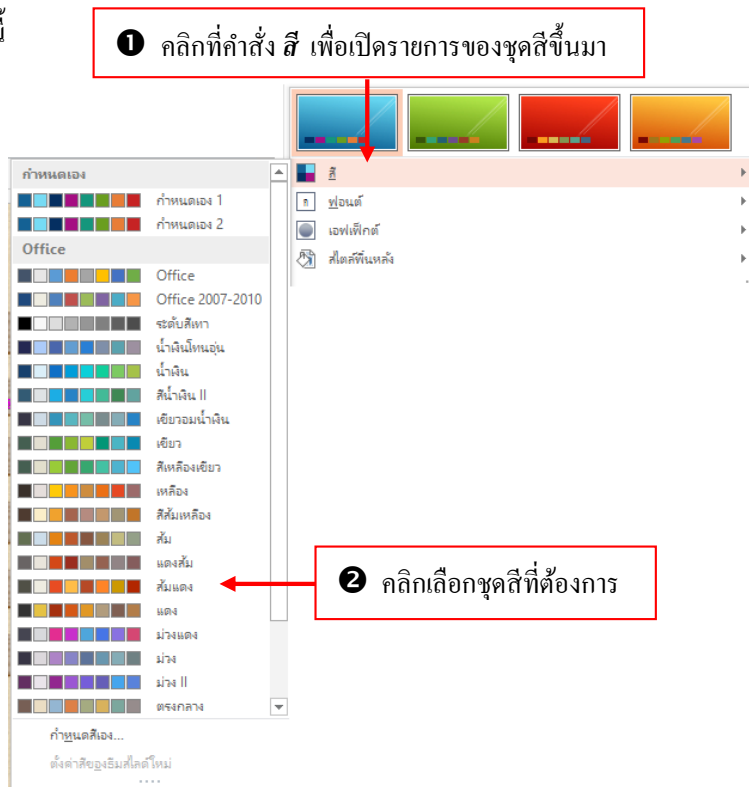 นี้
❶ คลิกที่คำสั่ง สี เพื่อเปิดรายการของชุดสีขึ้นมา
สี
ฟอนต์
เอฟเฟ็กต์
สไตล์พื้นหลัง
กำหนดเอง
กำหนดเอง 1
กำหนดเอง 2
Office
Office
Office 2007-2010
ระดับสีเทา
น้ำเงินโทนอุ่น
น้ำเงิน
สีน้ำเงิน II
เขียวอมน้ำเงิน
เขียว
สีเหลืองเขียว
เหลือง
สีส้มเหลือง
ส้ม
แดงส้ม
ส้มแดง
แดง
ม่วงแดง
ม่วง
ม่วง II
ตรงกลาง
กำหนดสีเอง...
ตั้งค่าสีของธีมสไลด์ใหม่
❷ คลิกเลือกชุดสีที่ต้องการ